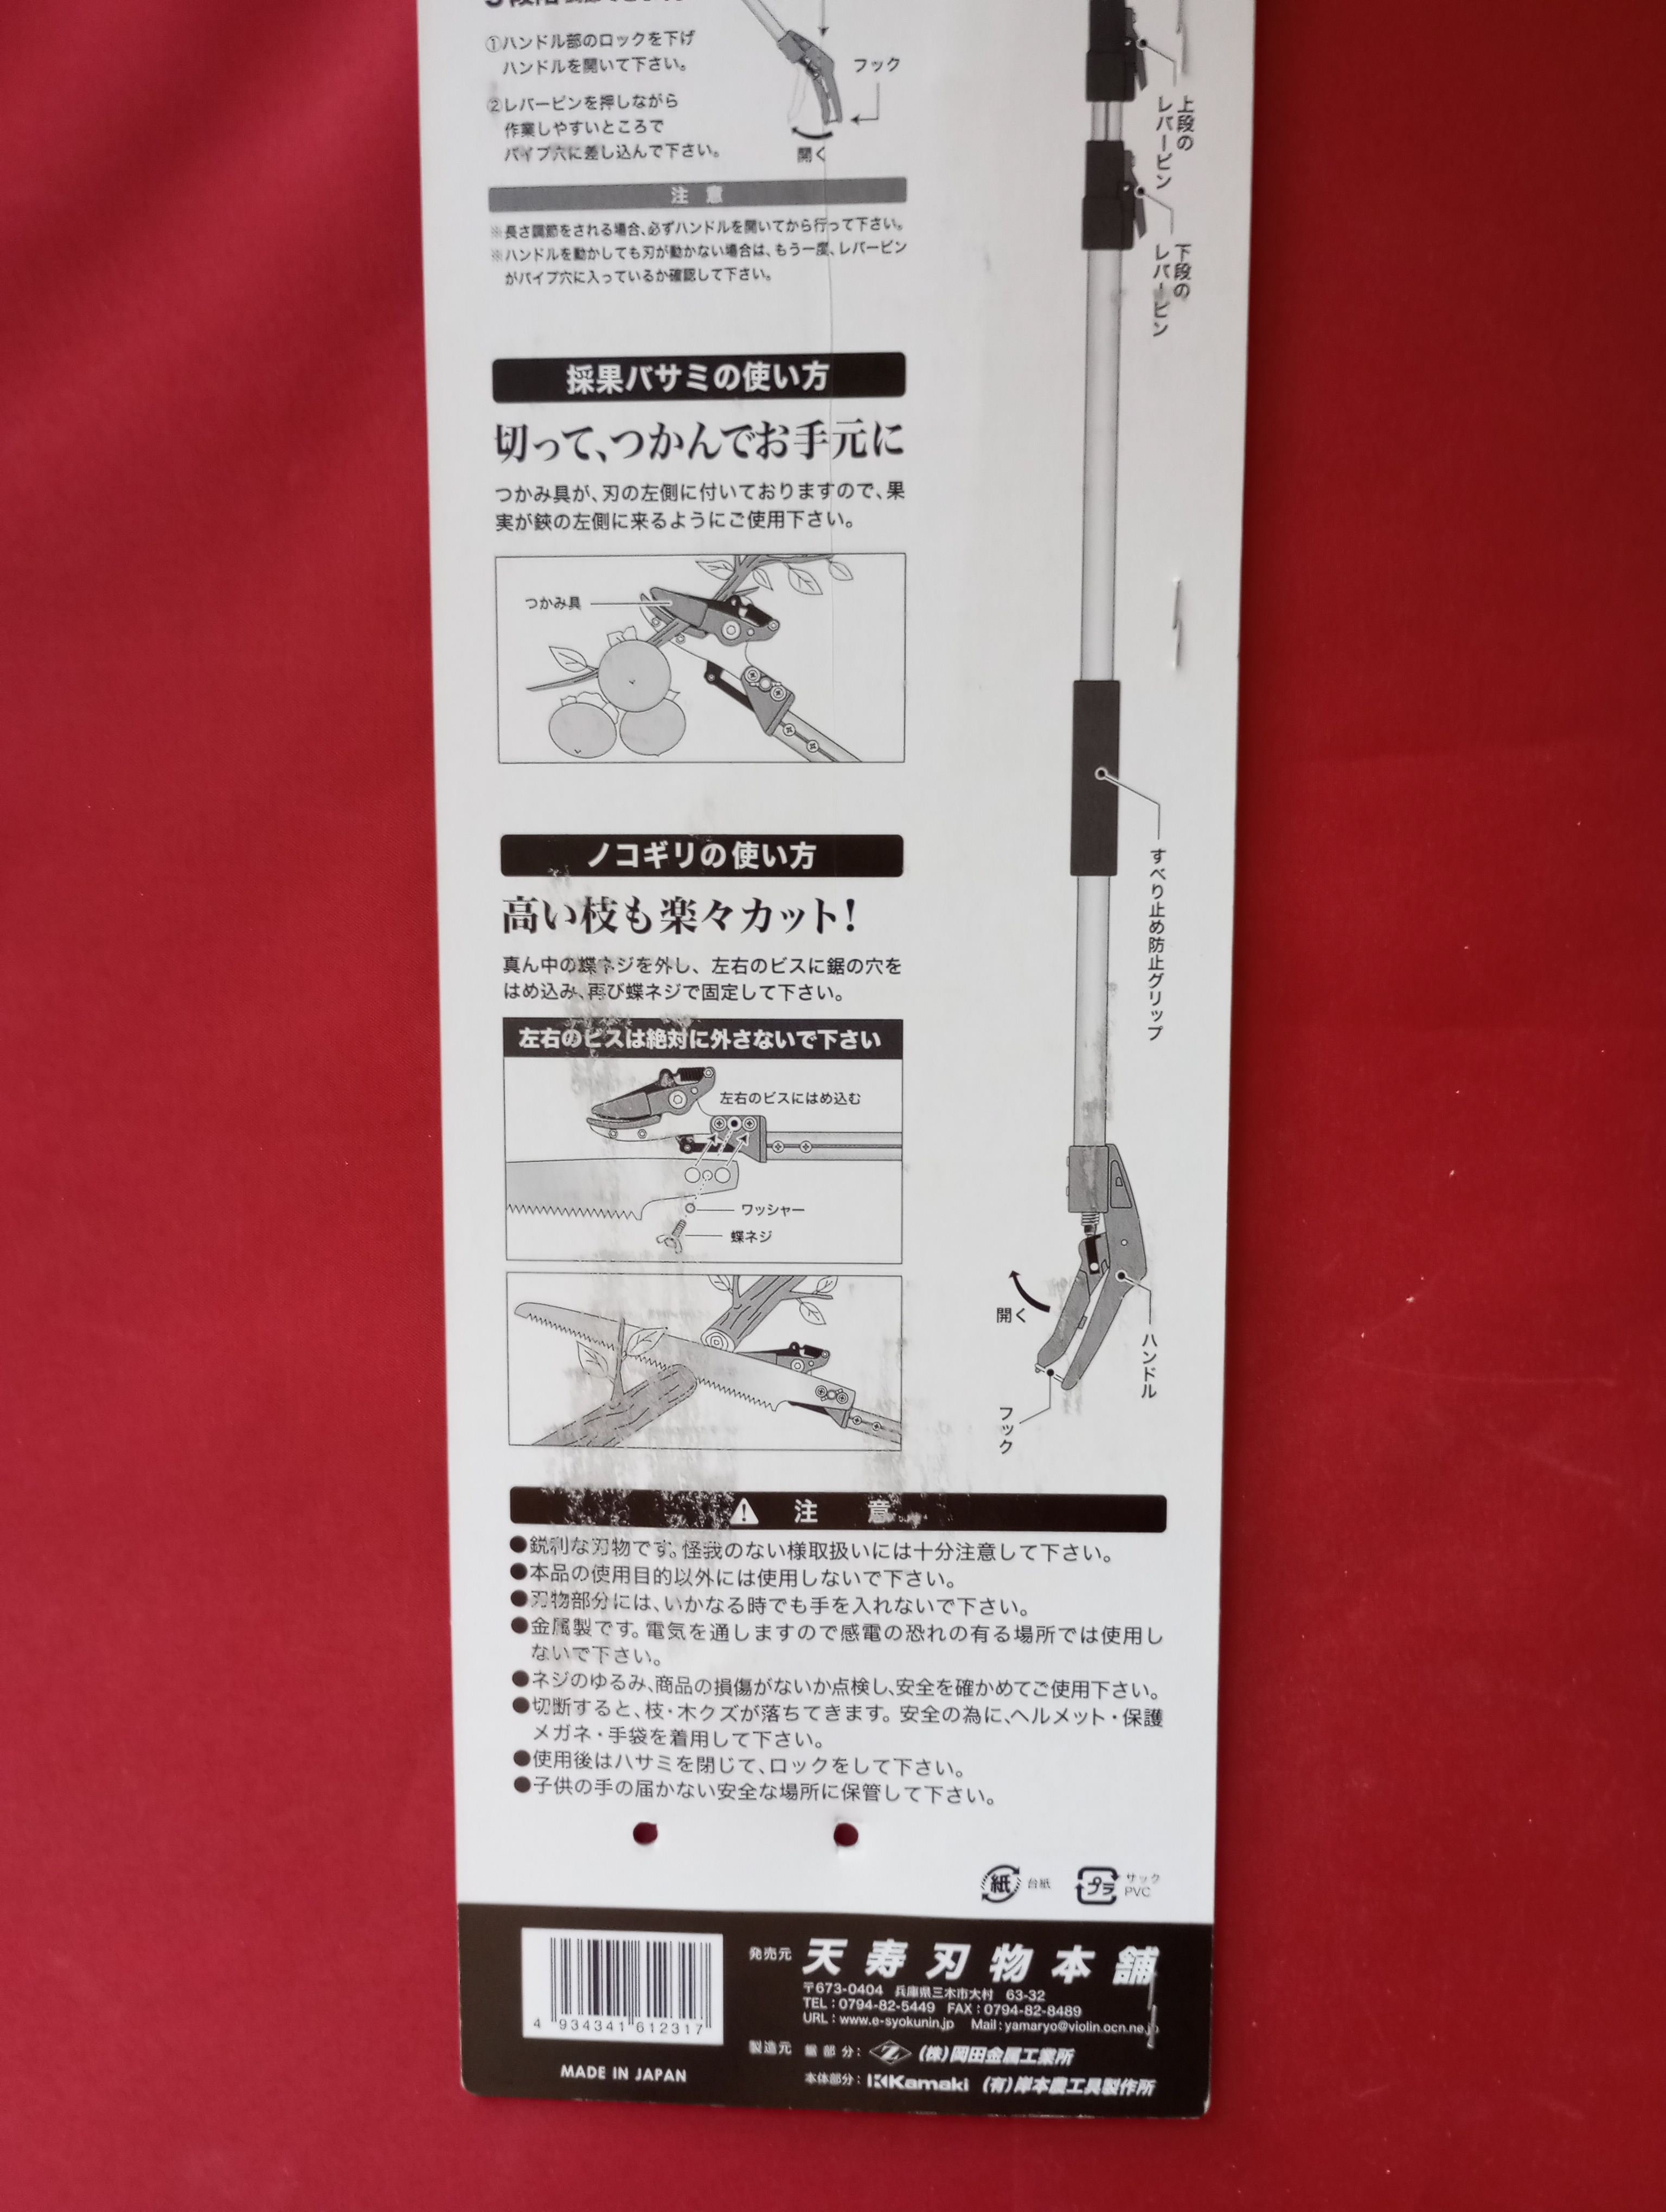 ①ハンドル部のロックを下げ
ハンドルを開いて下さい。
②レバーピンを押しながら
作業しやすいところで
パイプ穴に差し込んで下さい。
フック
開く
注 意
※長さ調節をされる場合、必ずハンドルを開いてから行って下さい。
※ハンドルを動かしても刃が動かない場合は、もう一度、レバーピン
がパイプ穴に入っているか確認して下さい。
上段の
レバーピン
下段の
レバーピン
採果バサミの使い方
切って、つかんでお手元に
つかみ具が、刃の左側に付いておりますので、果
実が鋏の左側に来るようにご使用下さい。
つかみ具
すべり止め防止グリップ
ノコギリの使い方
高い枝も楽々カット!
真ん中の蝶ネジを外し、左右のビスに鋸の穴を
はめ込み、再び蝶ネジで固定して下さい。
左右のビスは絶対に外さないで下さい
左右のビスにはめ込む
ワッシャー
蝶ネジ
開く
ハンドル
フック
注 意
●鋭利な刃物です。怪我のない様取扱いには十分注意して下さい。
●本品の使用目的以外には使用しないで下さい。
●刃物部分には、いかなる時でも手を入れないで下さい。
●金属製です。電気を通しますので感電の恐れの有る場所では使用し
ないで下さい。
●ネジのゆるみ、商品の損傷がないか点検し、安全を確かめてご使用下さい。
●切断すると、枝・木クズが落ちてきます。安全の為に、ヘルメット・保護
メガネ・手袋を着用して下さい。
●使用後はハサミを閉じて、ロックをして下さい。
●子供の手の届かない安全な場所に保管して下さい。
紙 台紙
プラ サック
PVC
4 934341 612317
MADE IN JAPAN
発売元 天寿刃物本舗
〒673-0404 兵庫県三木市大村 63-32
TEL:0794-82-5449 FAX:0794-82-8489
URL:www.e-syokunin.jp Mail:yamaryo@violin.ocn.ne.jp
製造元 鋸部分: Z (株)岡田金属工業所
本体部分: Kamaki (有)岸本農工具製作所